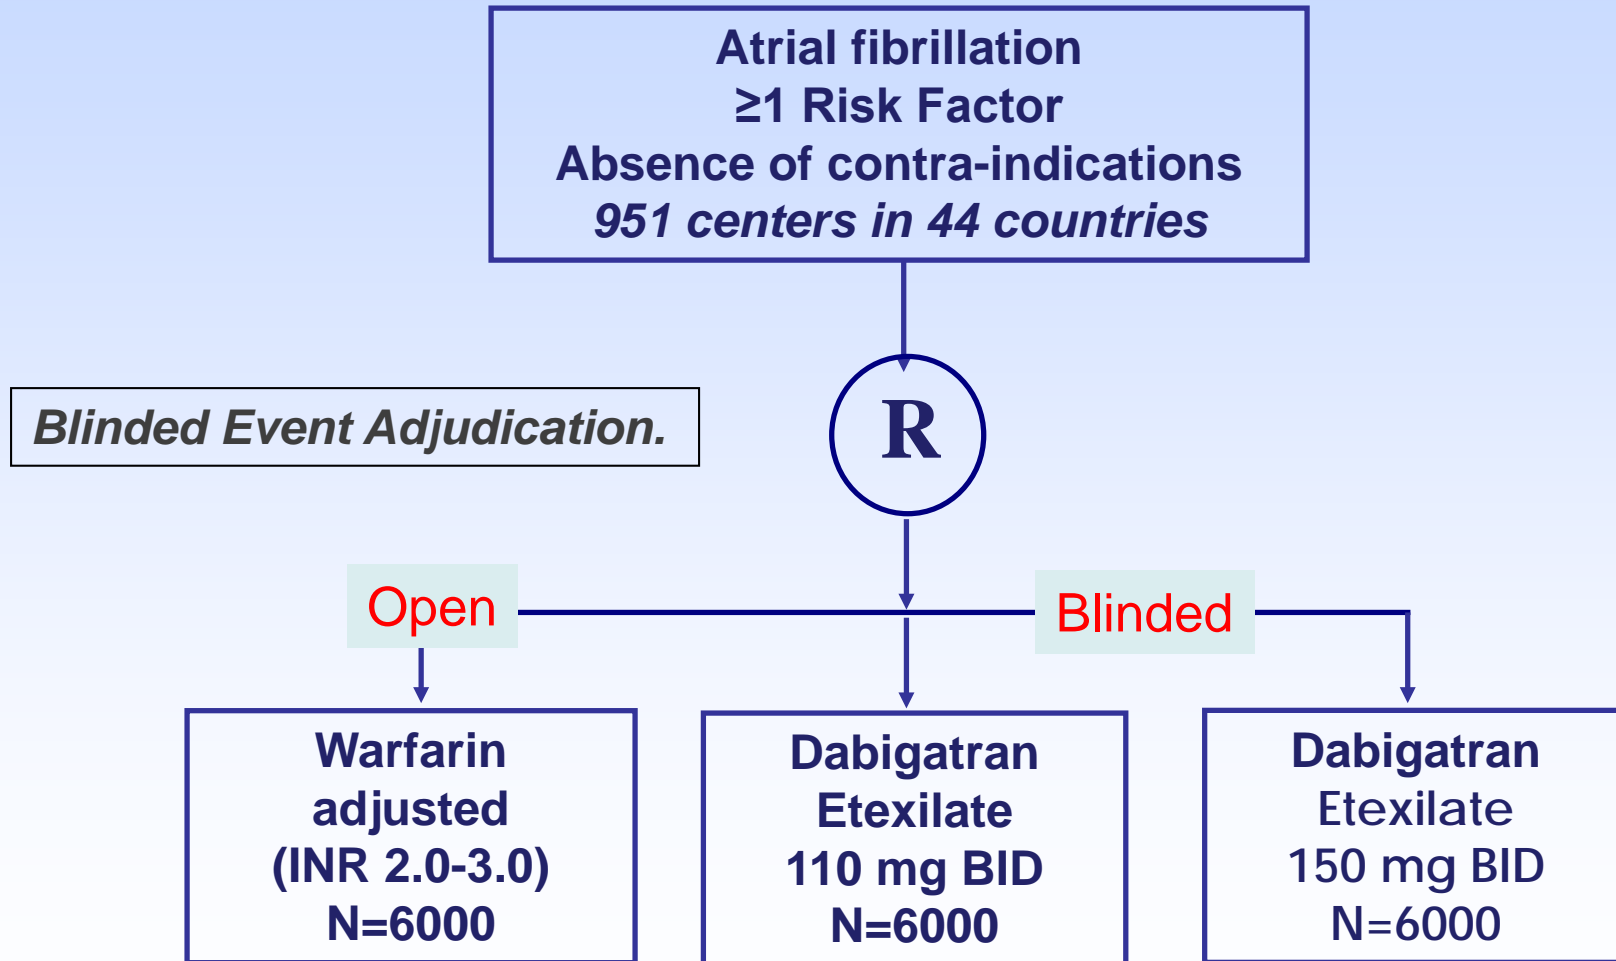 Atrial fibrillation
≥1 Risk Factor
Absence of contra-indications
951 centers in 44 countries
Blinded Event Adjudication.
R
Open
Blinded
Warfarin
adjusted
(INR 2.0-3.0)
N=6000
Dabigatran
Etexilate
110 mg BID
N=6000
Dabigatran
Etexilate
150 mg BID
N=6000